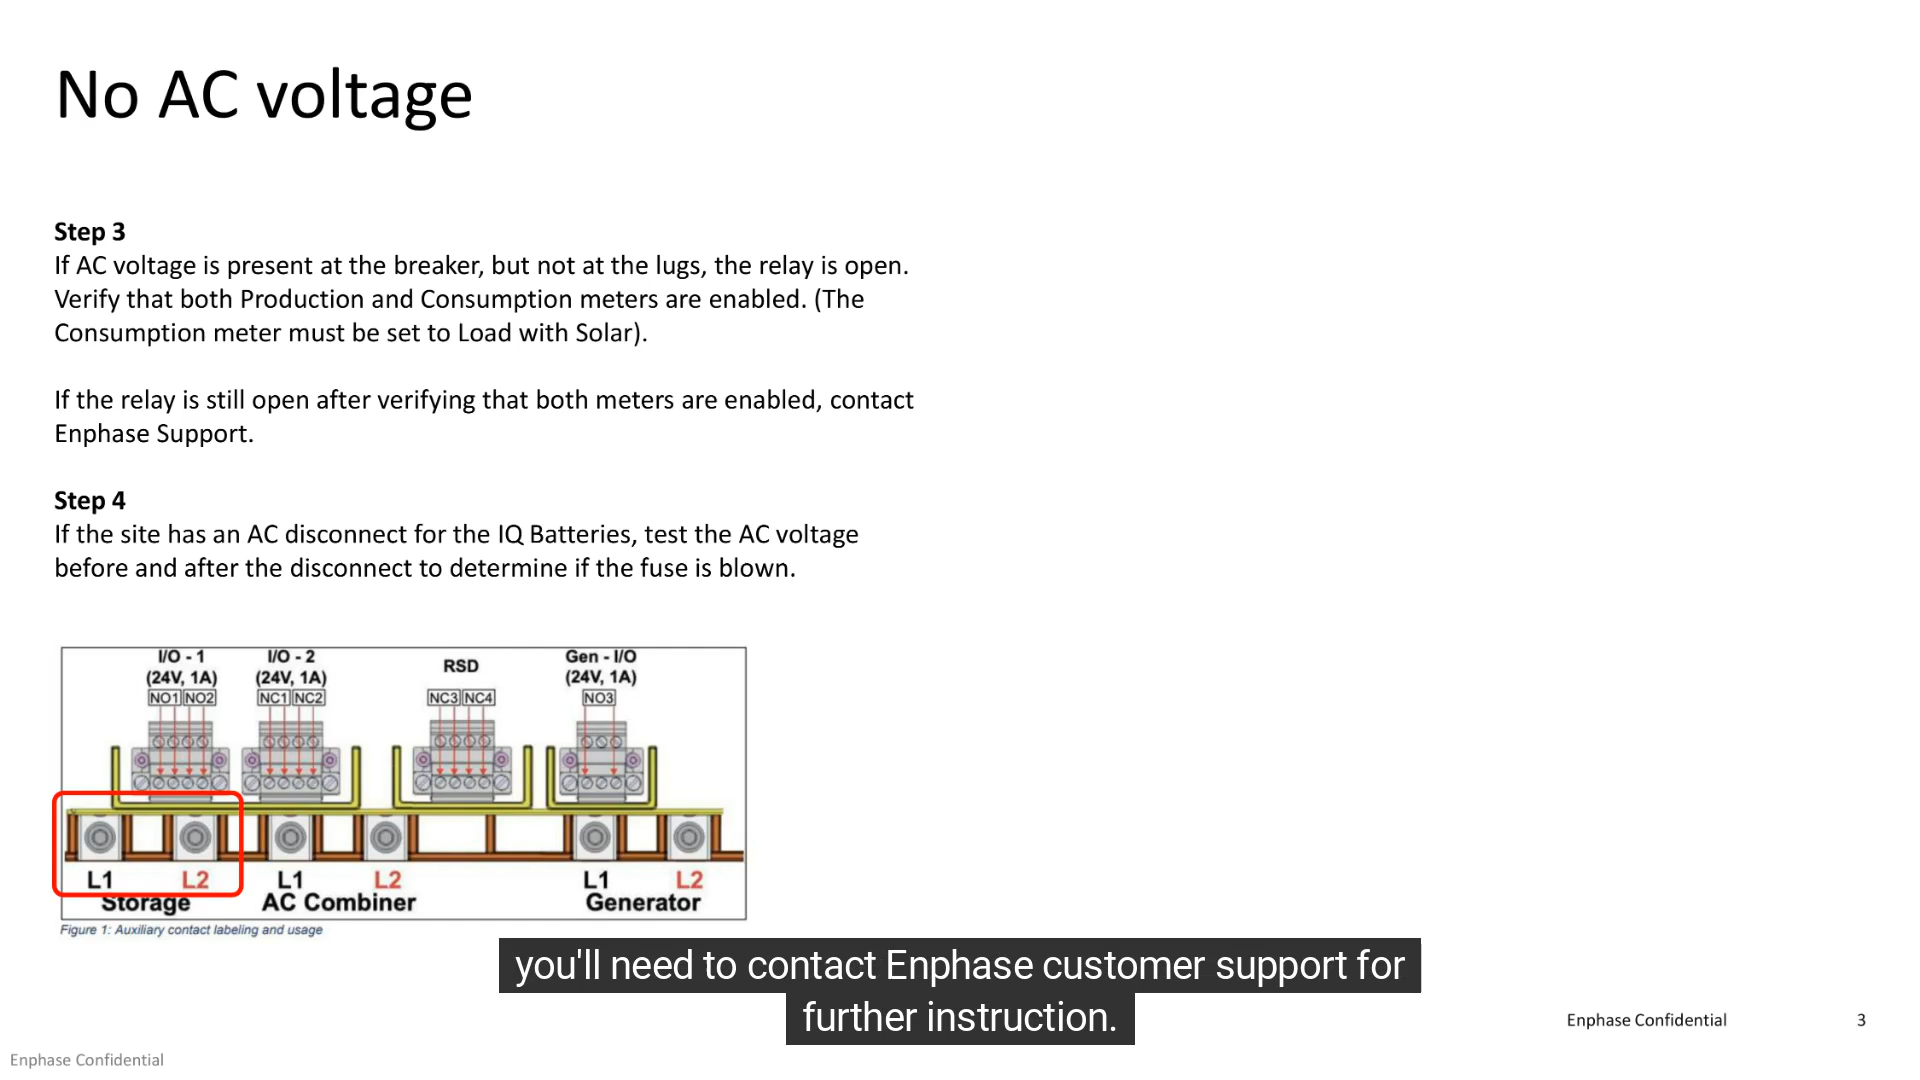 No AC voltage
Step 3
If AC voltage is present at the breaker, but not at the lugs, the relay is open.
Verify that both Production and Consumption meters are enabled. (The
Consumption meter must be set to Load with Solar).
If the relay is still open after verifying that both meters are enabled, contact
Enphase Support.
Step 4
If the site has an AC disconnect for the IQ Batteries, test the AC voltage
before and after the disconnect to determine if the fuse is blown.
I/O - 1 I/O - 2 RSD Gen - I/O
(24V, 1A) (24V, 1A) (24V, 1A)
NO1 NO2 NC1 NC2 NC3 NC4 NO3
L1 L2 L1 L2 L1 L2
Storage AC Combiner Generator
Figure 1: Auxiliary contact labeling and usage
you'll need to contact Enphase customer support for
further instruction.
Enphase Confidential 3
Enphase Confidential